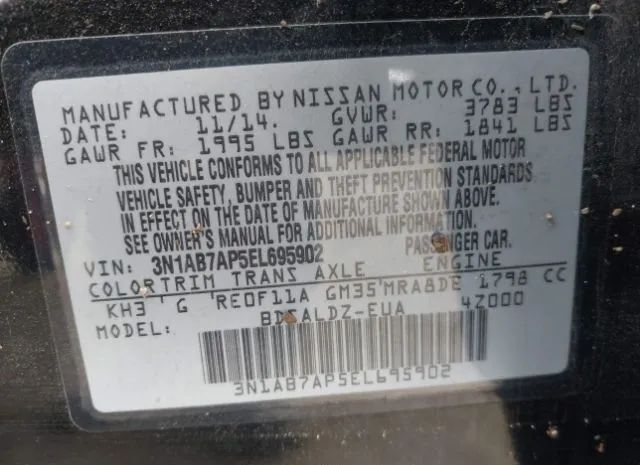 MANUFACTURED BY NISSAN MOTOR CO., LTD.
DATE: 11/14. GVWR: 3783 LBS
GAWR FR: 1995 LBS GAWR RR: 1841 LBS
THIS VEHICLE CONFORMS TO ALL APPLICABLE FEDERAL MOTOR
VEHICLE SAFETY, BUMPER AND THEFT PREVENTION STANDARDS
IN EFFECT ON THE DATE OF MANUFACTURE SHOWN ABOVE.
SEE OWNER'S MANUAL FOR ADDITIONAL INFORMATION.
VIN: 3N1AB7AP5EL695902 PASSENGER CAR.
COLOR TRIM TRANS AXLE ENGINE
KH3 G RE0F11A GM35 MRA8DE 1798 CC
MODEL: 4Z000
3N1AB7AP5EL695902